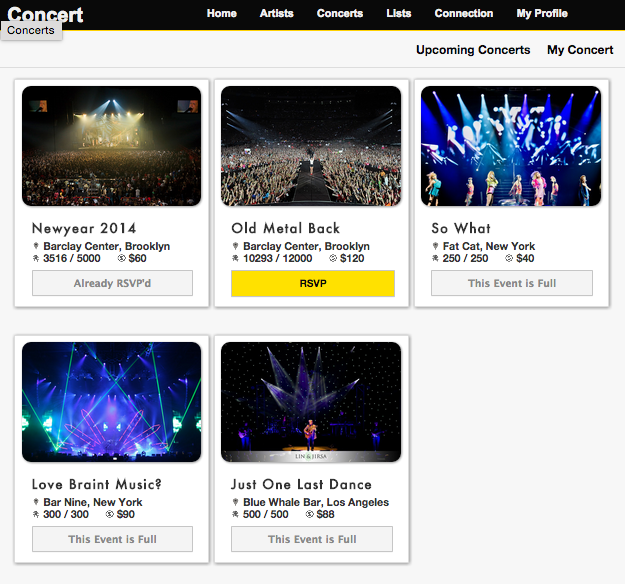 Concert
Home Artists Concerts Lists Connection My Profile
Concerts
Upcoming Concerts My Concert
Newyear 2014
Barclay Center, Brooklyn
3516 / 5000 $60
Already RSVP'd
Old Metal Back
Barclay Center, Brooklyn
10293 / 12000 $120
RSVP
So What
Fat Cat, New York
250 / 250 $40
This Event is Full
Love Braint Music?
Bar Nine, New York
300 / 300 $90
This Event is Full
LIN & JIRSA
Just One Last Dance
Blue Whale Bar, Los Angeles
500 / 500 $88
This Event is Full